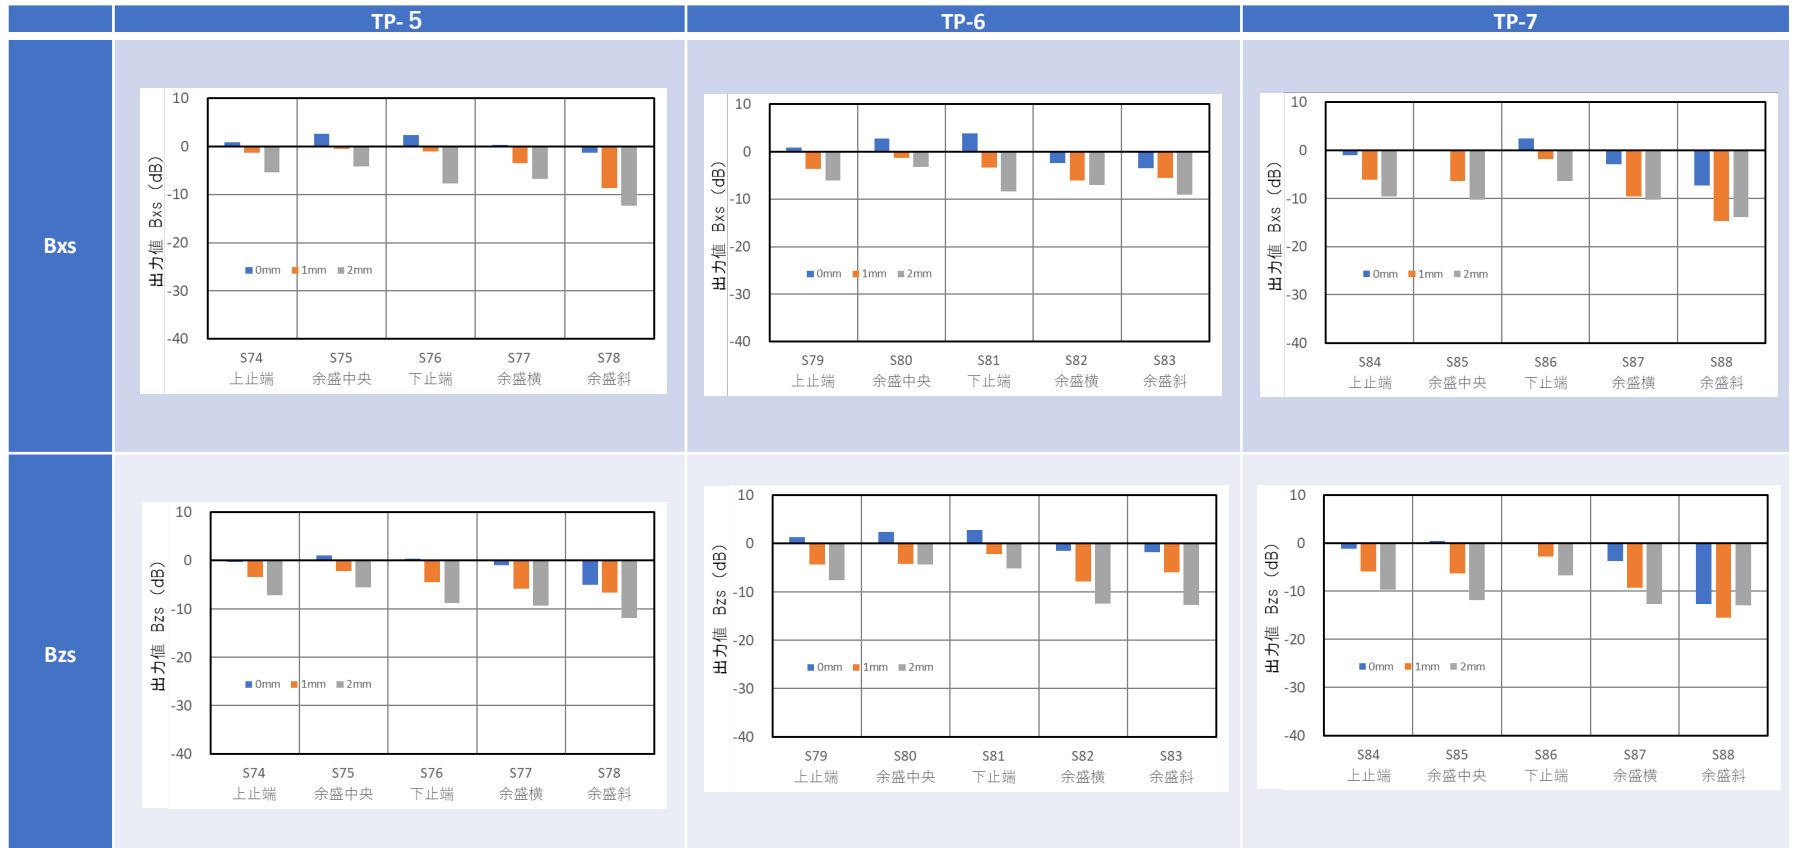 TP-５ TP-6 TP-7
Bxs
出力値 Bxs（dB）
10
0
-10
-20
-30
-40
0mm 1mm 2mm
S74 S75 S76 S77 S78
上止端 余盛中央 下止端 余盛横 余盛斜
出力値 Bxs（dB）
10
0
-10
-20
-30
-40
0mm 1mm 2mm
S79 S80 S81 S82 S83
上止端 余盛中央 下止端 余盛横 余盛斜
出力値 Bxs（dB）
10
0
-10
-20
-30
-40
0mm 1mm 2mm
S84 S85 S86 S87 S88
上止端 余盛中央 下止端 余盛横 余盛斜
Bzs
出力値 Bzs（dB）
10
0
-10
-20
-30
-40
0mm 1mm 2mm
S74 S75 S76 S77 S78
上止端 余盛中央 下止端 余盛横 余盛斜
出力値 Bzs（dB）
10
0
-10
-20
-30
-40
0mm 1mm 2mm
S79 S80 S81 S82 S83
上止端 余盛中央 下止端 余盛横 余盛斜
出力値 Bzs（dB）
10
0
-10
-20
-30
-40
0mm 1mm 2mm
S84 S85 S86 S87 S88
上止端 余盛中央 下止端 余盛横 余盛斜